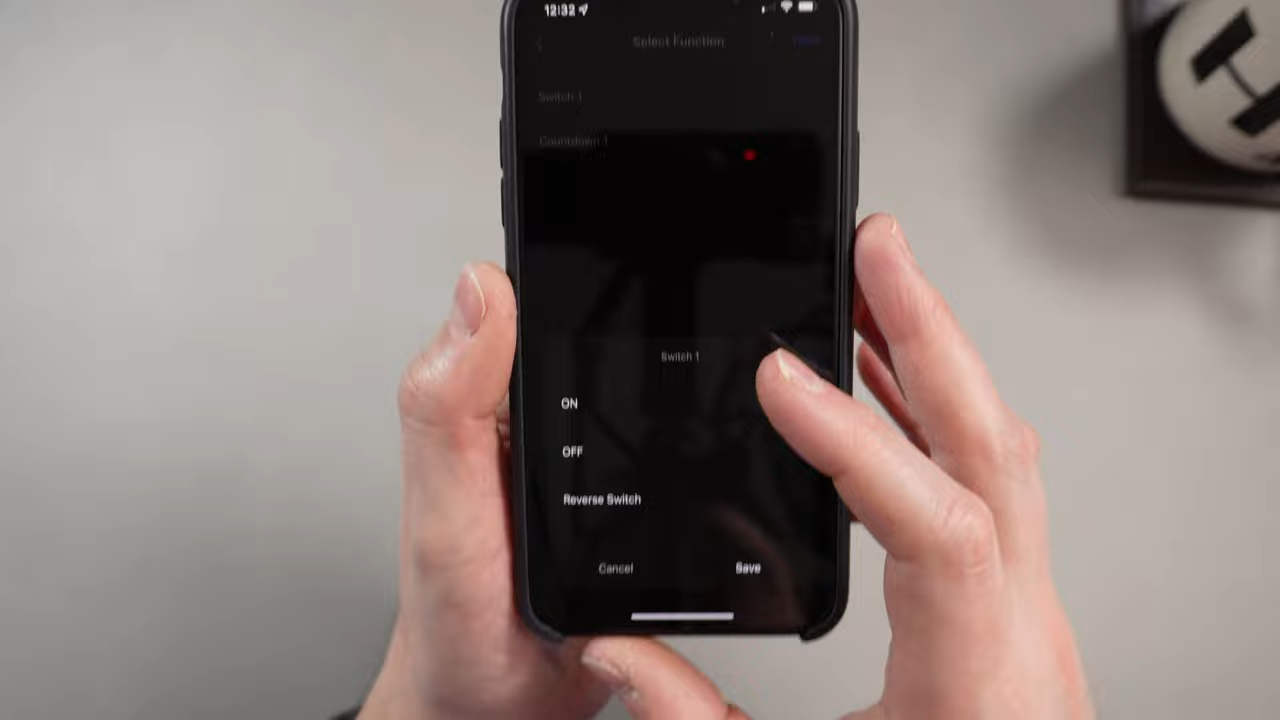 12:32
Select Function
Switch 1
Countdown 1
Switch 1
ON
OFF
Reverse Switch
Cancel Save